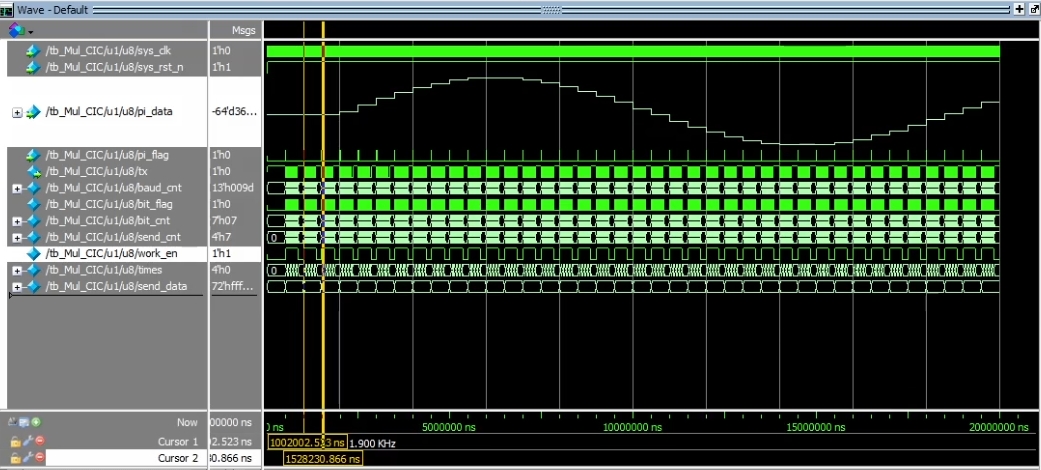 Wave - Default
Msgs
/tb_Mul_CIC/u1/u8/sys_clk 1'h0
/tb_Mul_CIC/u1/u8/sys_rst_n 1'h1
/tb_Mul_CIC/u1/u8/pi_data -64'd36...
/tb_Mul_CIC/u1/u8/pi_flag 1'h0
/tb_Mul_CIC/u1/u8/tx 1'h0
/tb_Mul_CIC/u1/u8/baud_cnt 13'h009d
/tb_Mul_CIC/u1/u8/bit_flag 1'h0
/tb_Mul_CIC/u1/u8/bit_cnt 7'h07
/tb_Mul_CIC/u1/u8/send_cnt 4'h7 0
/tb_Mul_CIC/u1/u8/work_en 1'h1
/tb_Mul_CIC/u1/u8/times 4'h0 0
/tb_Mul_CIC/u1/u8/send_data 72'hfff...
Now 00000 ns ns 5000000 ns 10000000 ns 15000000 ns 20000000 ns
Cursor 1 2.523 ns 1002002.523 ns 1.900 KHz
Cursor 2 0.866 ns 1528230.866 ns